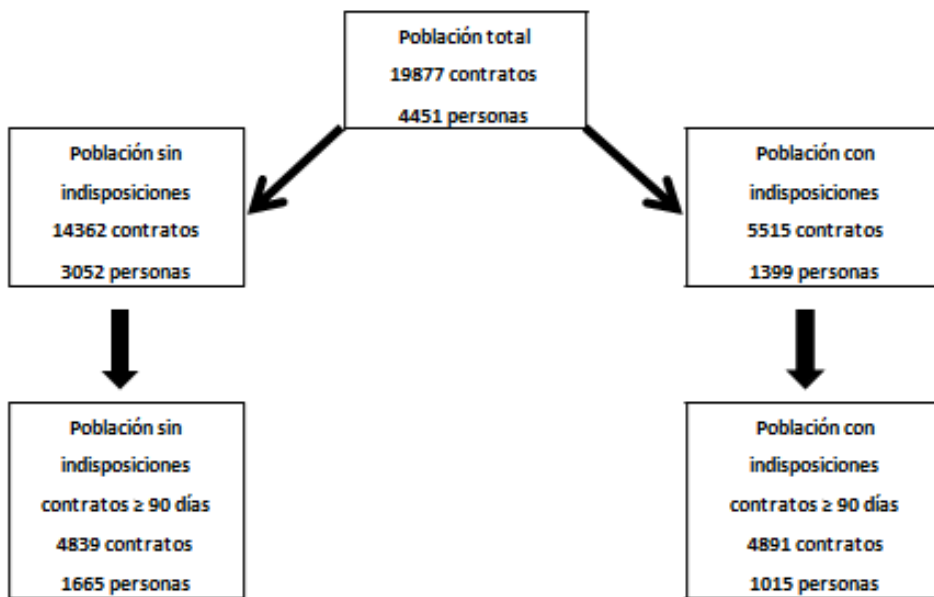 Población total
19877 contratos
4451 personas
Población sin
indisposiciones
14362 contratos
3052 personas
Población con
indisposiciones
5515 contratos
1399 personas
Población sin
indisposiciones
contratos ≥ 90 días
4839 contratos
1665 personas
Población con
indisposiciones
contratos ≥ 90 días
4891 contratos
1015 personas